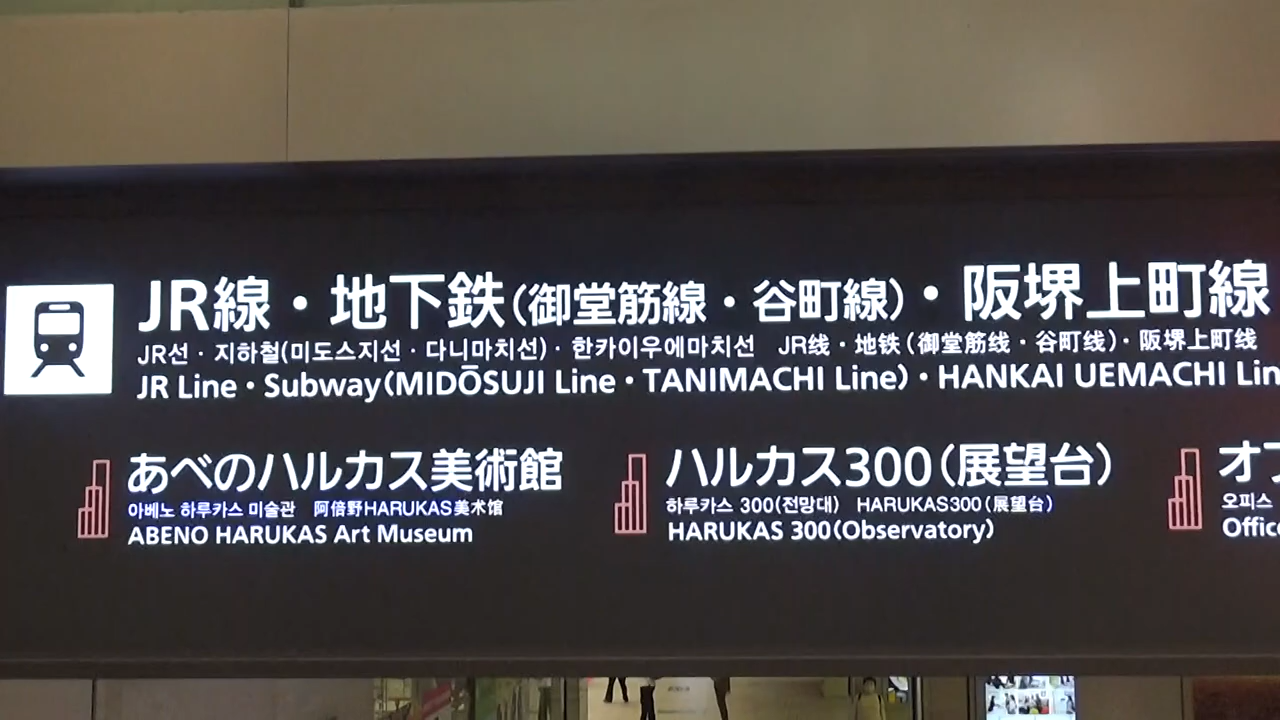 JR線・地下鉄(御堂筋線・谷町線)・阪堺上町線
JR선・지하철(미도스지선・다니마치선)・한카이우에마치선 JR线・地铁(御堂筋线・谷町线)・阪堺上町线
JR Line・Subway(MIDŌSUJI Line・TANIMACHI Line)・HANKAI UEMACHI Lin
あべのハルカス美術館
아베노 하루카스 미술관 阿倍野HARUKAS美术馆
ABENO HARUKAS Art Museum
ハルカス300(展望台)
하루카스 300(전망대) HARUKAS300(展望台)
HARUKAS 300(Observatory)
オフ
오피스
Office